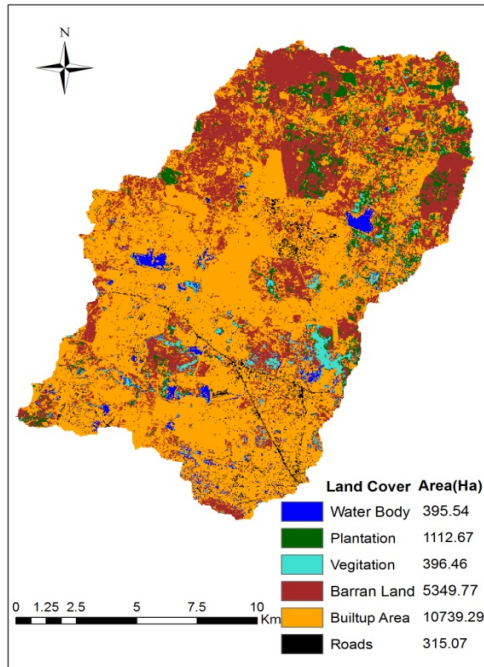 N
Land Cover Area(Ha)
Water Body 395.54
Plantation 1112.67
Vegitation 396.46
Barran Land 5349.77
Builtup Area 10739.29
Roads 315.07
0 1.25 2.5 5 7.5 10
Km